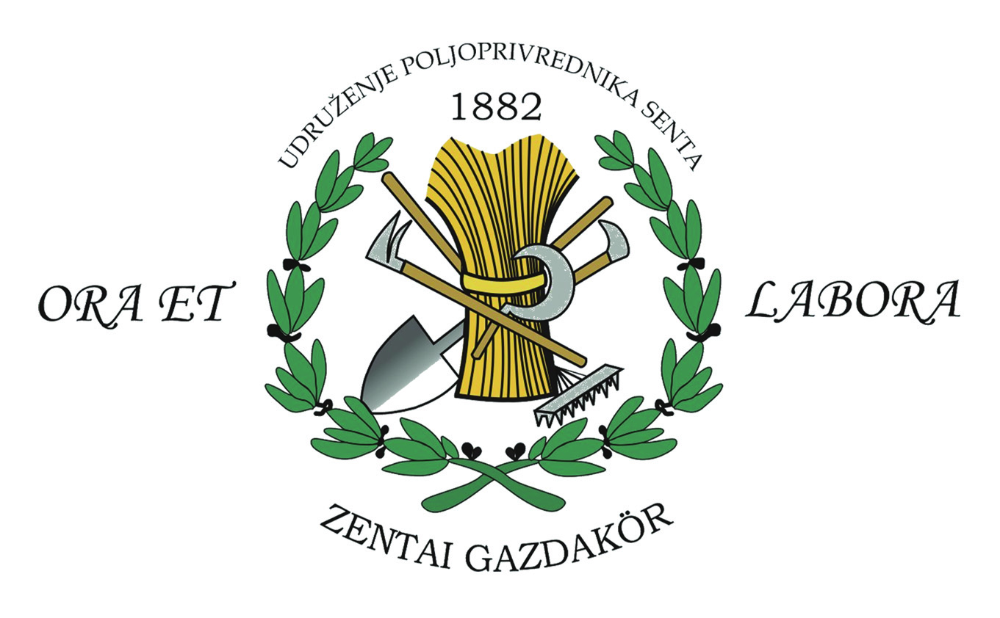 UDRUŽENJE POLJOPRIVREDNIKA SENTA
1882
ORA ET LABORA
ZENTAI GAZDAKÖR